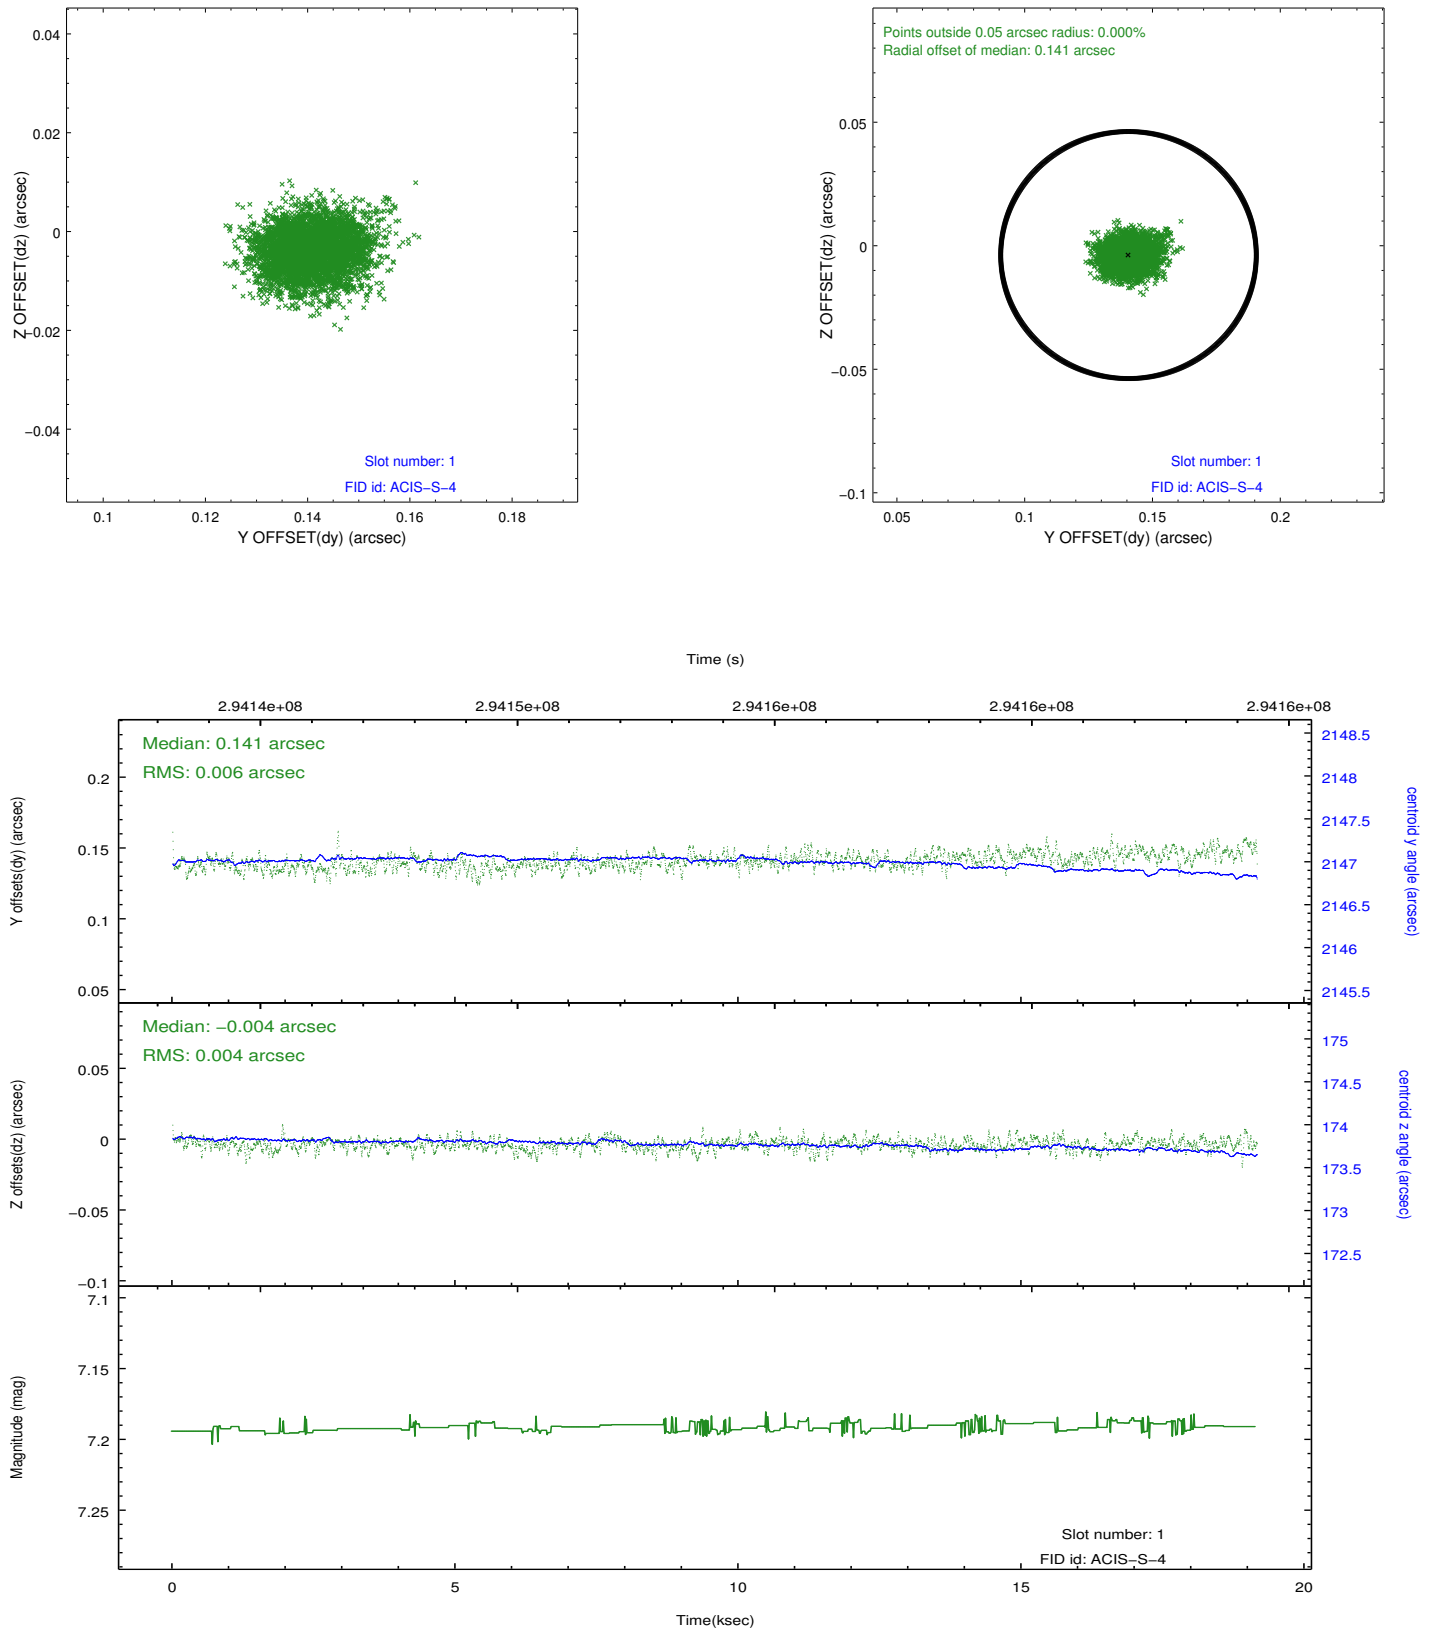 0.04
0.02
0
−0.02
−0.04
0.1
0.12
0.14
0.16
0.18
Z OFFSET(dz) (arcsec)
Y OFFSET(dy) (arcsec)
Slot number: 1
FID id: ACIS−S−4
Points outside 0.05 arcsec radius: 0.000%
Radial offset of median: 0.141 arcsec
0.05
0
−0.05
−0.1
0.05
0.1
0.15
0.2
Z OFFSET(dz) (arcsec)
Y OFFSET(dy) (arcsec)
Slot number: 1
FID id: ACIS−S−4
Time (s)
2.9414e+08
2.9415e+08
2.9416e+08
2.9416e+08
2.9416e+08
Median: 0.141 arcsec
RMS: 0.006 arcsec
0.2
0.15
0.1
0.05
Y offsets(dy) (arcsec)
2148.5
2148
2147.5
2147
2146.5
2146
2145.5
centroid y angle (arcsec)
Median: −0.004 arcsec
RMS: 0.004 arcsec
0.05
0
−0.05
−0.1
Z offsets(dz) (arcsec)
175
174.5
174
173.5
173
172.5
centroid z angle (arcsec)
7.1
7.15
7.2
7.25
Magnitude (mag)
Slot number: 1
FID id: ACIS−S−4
0
5
10
15
20
Time(ksec)